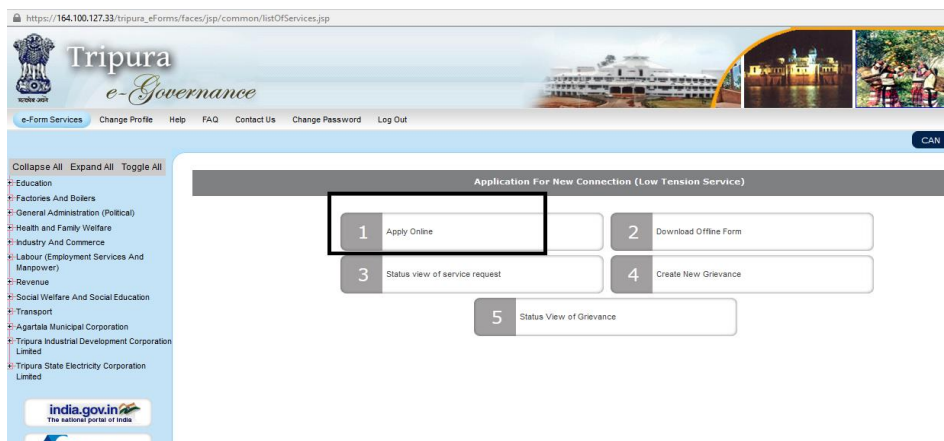 https://164.100.127.33/tripura_eForms/faces/jsp/common/listOfServices.jsp
Tripura
e-Governance
सत्यमेव जयते
e-Form Services Change Profile Help FAQ Contact Us Change Password Log Out
CAN
Collapse All Expand All Toggle All
Education
Factories And Boilers
General Administration (Political)
Health and Family Welfare
Industry And Commerce
Labour (Employment Services And
Manpower)
Revenue
Social Welfare And Social Education
Transport
Agartala Municipal Corporation
Tripura Industrial Development Corporation
Limited
Tripura State Electricity Corporation
Limited
india.gov.in
The national portal of India
Application For New Connection (Low Tension Service)
1 Apply Online
2 Download Offline Form
3 Status view of service request
4 Create New Grievance
5 Status View of Grievance